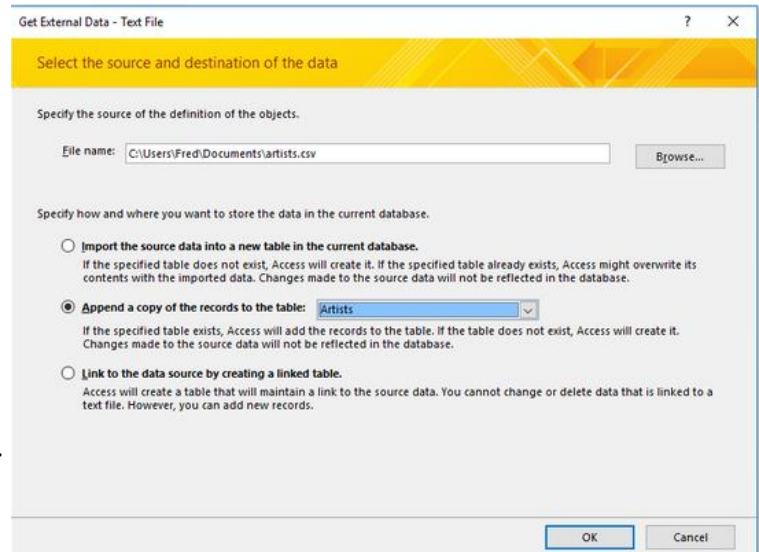 Get External Data - Text File
? X
Select the source and destination of the data
Specify the source of the definition of the objects.
File name: C:\Users\Fred\Documents\artists.csv Browse...
Specify how and where you want to store the data in the current database.
Import the source data into a new table in the current database.
If the specified table does not exist, Access will create it. If the specified table already exists, Access might overwrite its
contents with the imported data. Changes made to the source data will not be reflected in the database.
Append a copy of the records to the table: Artists
If the specified table exists, Access will add the records to the table. If the table does not exist, Access will create it.
Changes made to the source data will not be reflected in the database.
Link to the data source by creating a linked table.
Access will create a table that will maintain a link to the source data. You cannot change or delete data that is linked to a
text file. However, you can add new records.
OK Cancel